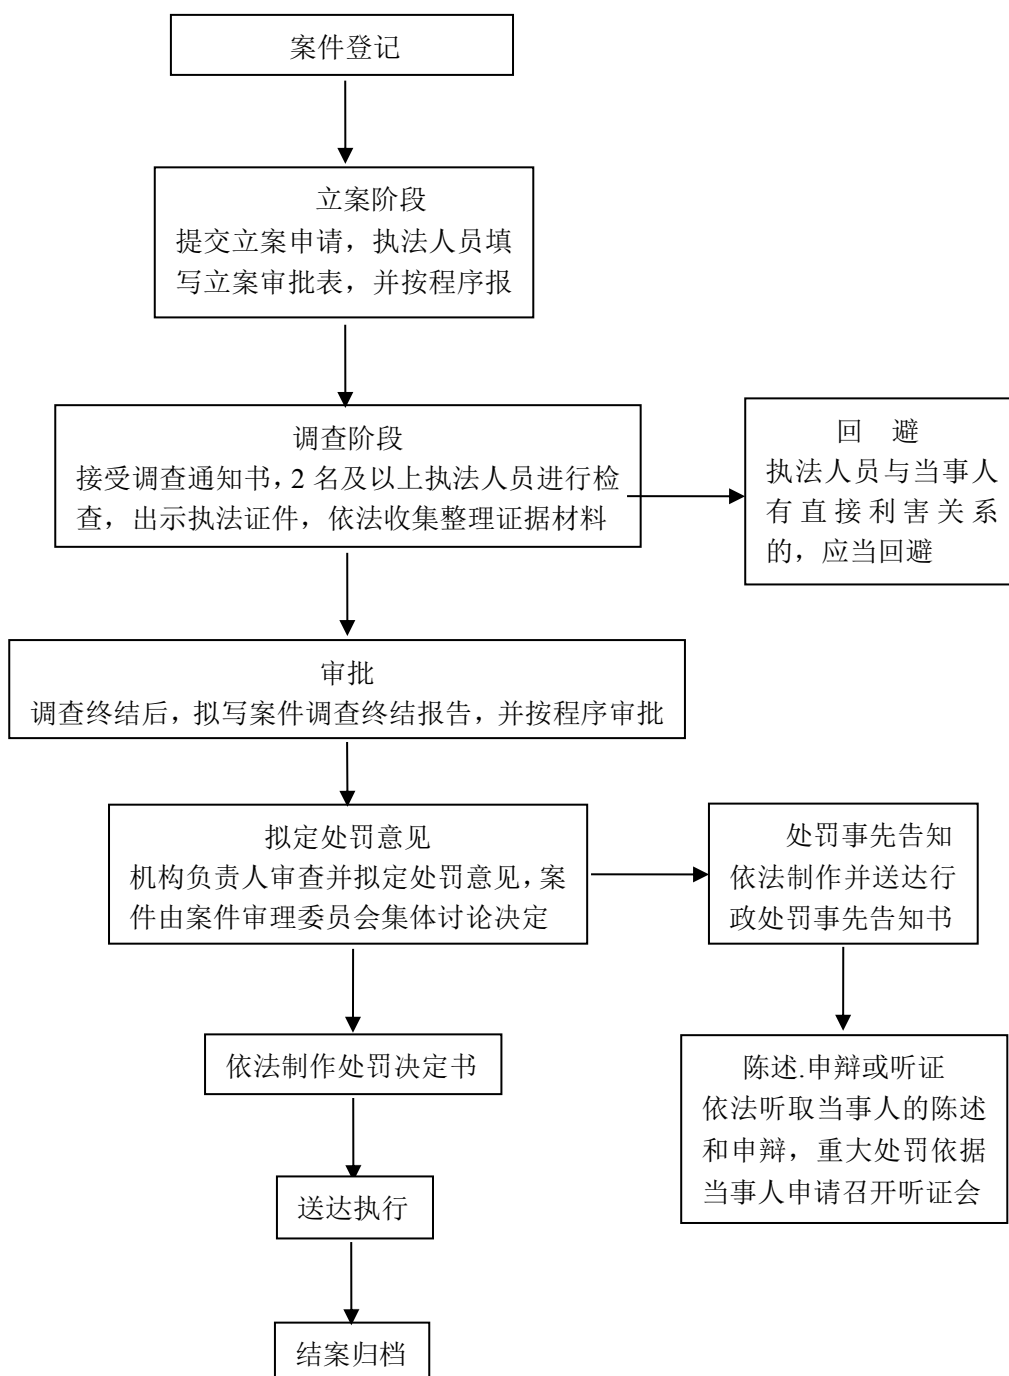 案件登记
立案阶段
提交立案申请，执法人员填
写立案审批表，并按程序报
调查阶段
接受调查通知书，2 名及以上执法人员进行检
查，出示执法证件，依法收集整理证据材料
回 避
执法人员与当事人
有直接利害关系
的，应当回避
审批
调查终结后，拟写案件调查终结报告，并按程序审批
拟定处罚意见
机构负责人审查并拟定处罚意见，案
件由案件审理委员会集体讨论决定
处罚事先告知
依法制作并送达行
政处罚事先告知书
依法制作处罚决定书
陈述.申辩或听证
依法听取当事人的陈述
和申辩，重大处罚依据
当事人申请召开听证会
送达执行
结案归档